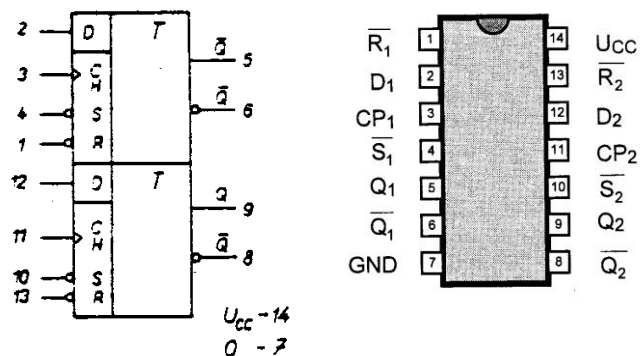 2 D T
Q̅ 5
3 C H
4 S
Q̅ 6
1 R
12 D T
Q 9
11 C H
Q̅ 8
10 S
13 R
U_CC - 14
0 - 7
R̅₁ 1 14 U_CC
D₁ 2 13 R̅₂
CP₁ 3 12 D₂
S̅₁ 4 11 CP₂
Q₁ 5 10 S̅₂
Q̅₁ 6 9 Q₂
GND 7 8 Q̅₂